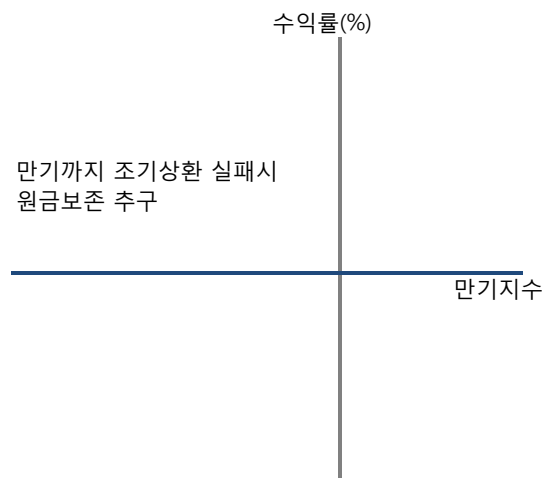 수익률(%)
만기까지 조기상환 실패시
원금보존 추구
만기지수